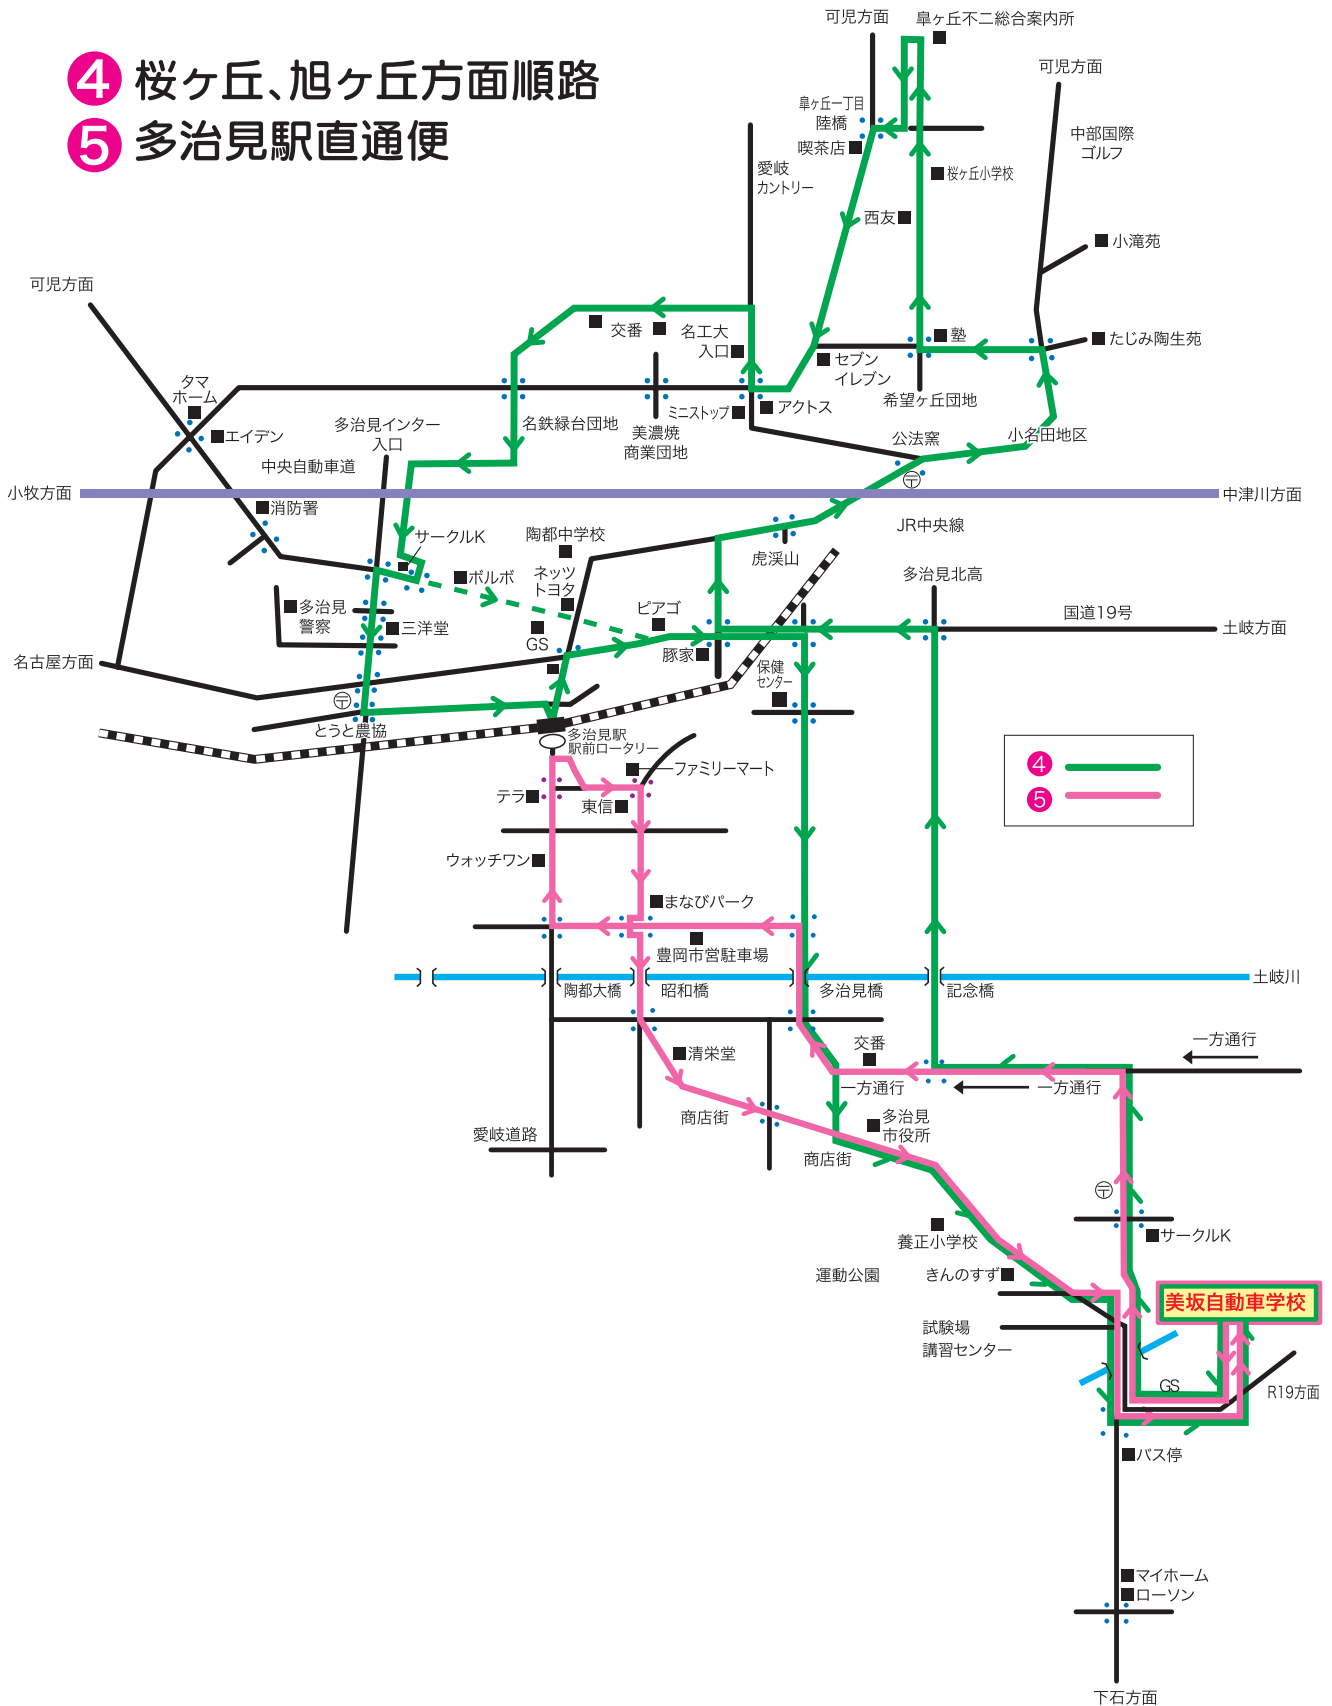 4 桜ヶ丘、旭ヶ丘方面順路
5 多治見駅直通便
可児方面
皐ヶ丘不二総合案内所
可児方面
皐ヶ丘一丁目
陸橋
喫茶店
中部国際
ゴルフ
愛岐
カントリー
桜ヶ丘小学校
西友
小滝苑
可児方面
交番
名工大
入口
塾
たじみ陶生苑
セブン
イレブン
タマ
ホーム
エイデン
多治見インター
入口
名鉄緑台団地
美濃焼
商業団地
ミニストップ
アクトス
希望ヶ丘団地
公法窯
小名田地区
中央自動車道
小牧方面
中津川方面
消防署
サークルK
陶都中学校
〒
JR中央線
虎渓山
ボルボ
ネッツ
トヨタ
多治見北高
多治見
警察
三洋堂
GS
ピアゴ
国道19号
土岐方面
名古屋方面
豚家
保健
センター
〒
とうと農協
多治見駅
駅前ロータリー
4
5
ファミリーマート
テラ
東信
ウォッチワン
まなびパーク
豊岡市営駐車場
陶都大橋
昭和橋
多治見橋
記念橋
土岐川
清栄堂
交番
一方通行
一方通行
一方通行
商店街
多治見
市役所
愛岐道路
商店街
〒
養正小学校
サークルK
運動公園
きんのすず
美坂自動車学校
試験場
講習センター
GS
R19方面
バス停
マイホーム
ローソン
下石方面